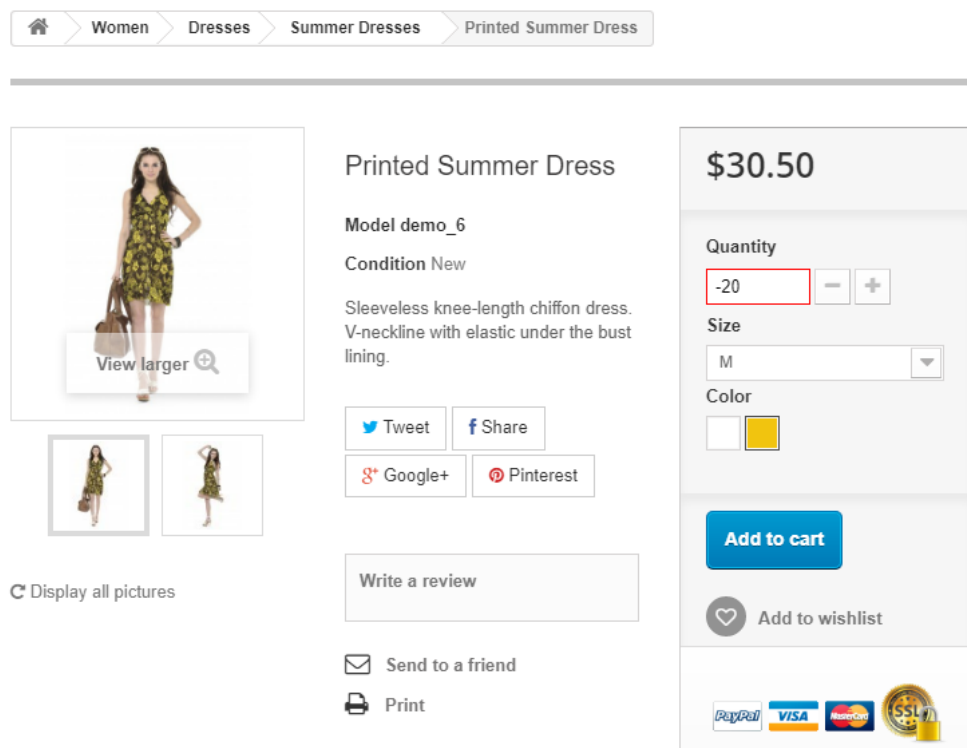 Women
Dresses
Summer Dresses
Printed Summer Dress
View larger
Display all pictures
Printed Summer Dress
Model demo_6
Condition New
Sleeveless knee-length chiffon dress.
V-neckline with elastic under the bust
lining.
Tweet
f Share
g+ Google+
Pinterest
Write a review
Send to a friend
Print
$30.50
Quantity
-20
Size
M
Color
Add to cart
Add to wishlist
PayPal
VISA
MasterCard
SSL